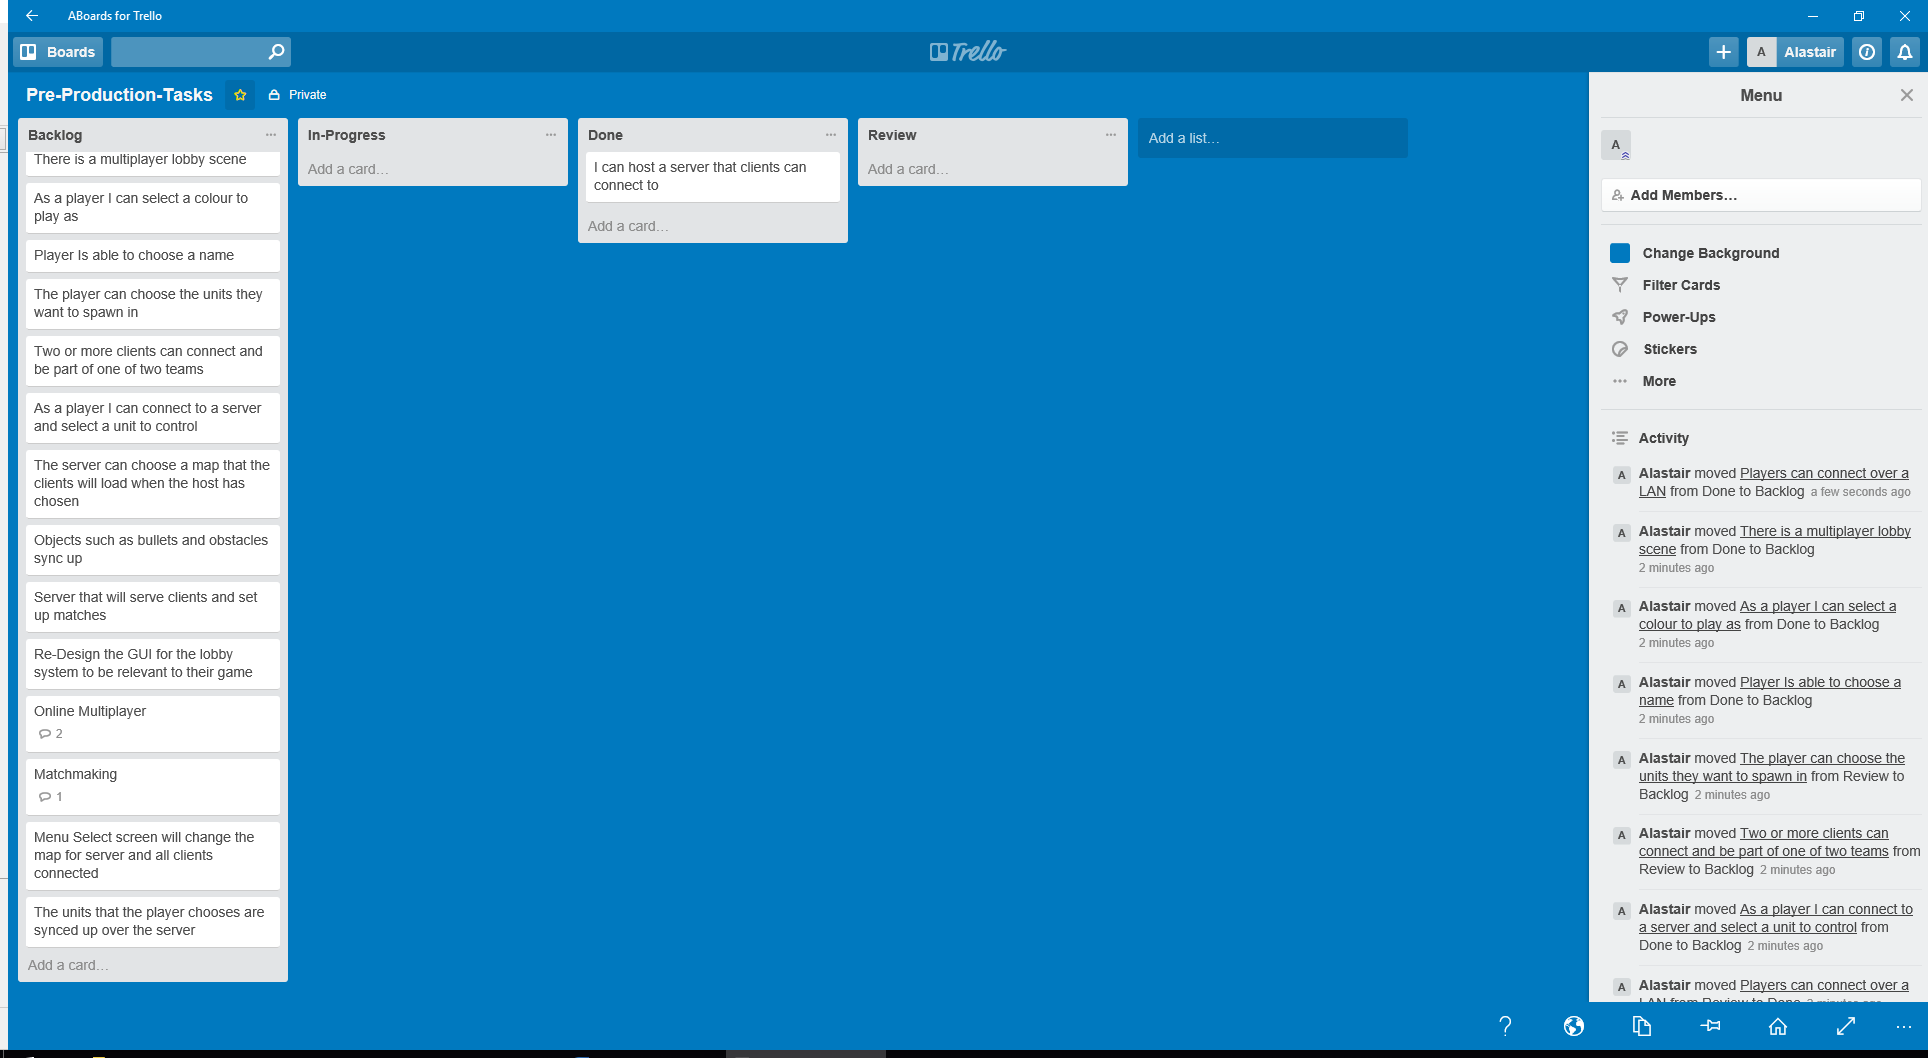 ABoards for Trello
Boards
Trello
A Alastair
Pre-Production-Tasks
Private
Backlog
There is a multiplayer lobby scene
As a player I can select a colour to
play as
Player Is able to choose a name
The player can choose the units they
want to spawn in
Two or more clients can connect and
be part of one of two teams
As a player I can connect to a server
and select a unit to control
The server can choose a map that the
clients will load when the host has
chosen
Objects such as bullets and obstacles
sync up
Server that will serve clients and set
up matches
Re-Design the GUI for the lobby
system to be relevant to their game
Online Multiplayer
2
Matchmaking
1
Menu Select screen will change the
map for server and all clients
connected
The units that the player chooses are
synced up over the server
Add a card...
In-Progress
Add a card...
Done
I can host a server that clients can
connect to
Add a card...
Review
Add a card...
Add a list...
Menu
A
Add Members...
Change Background
Filter Cards
Power-Ups
Stickers
More
Activity
A Alastair moved Players can connect over a
LAN from Done to Backlog a few seconds ago
A Alastair moved There is a multiplayer lobby
scene from Done to Backlog
2 minutes ago
A Alastair moved As a player I can select a
colour to play as from Done to Backlog
2 minutes ago
A Alastair moved Player Is able to choose a
name from Done to Backlog
2 minutes ago
A Alastair moved The player can choose the
units they want to spawn in from Review to
Backlog 2 minutes ago
A Alastair moved Two or more clients can
connect and be part of one of two teams from
Review to Backlog 2 minutes ago
A Alastair moved As a player I can connect to
a server and select a unit to control from
Done to Backlog 2 minutes ago
A Alastair moved Players can connect over a
LAN from Review to Done 2 minutes ago